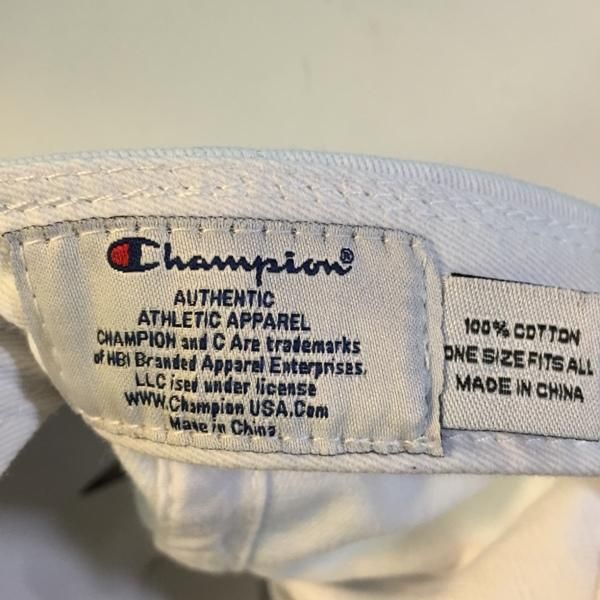 Champion®
AUTHENTIC
ATHLETIC APPAREL
CHAMPION and C Are trademarks
of HBI Branded Apparel Enterprises,
LLC ised under license
WWW.Champion USA.Com
Made in China
100% COTTON
ONE SIZE FITS ALL
MADE IN CHINA